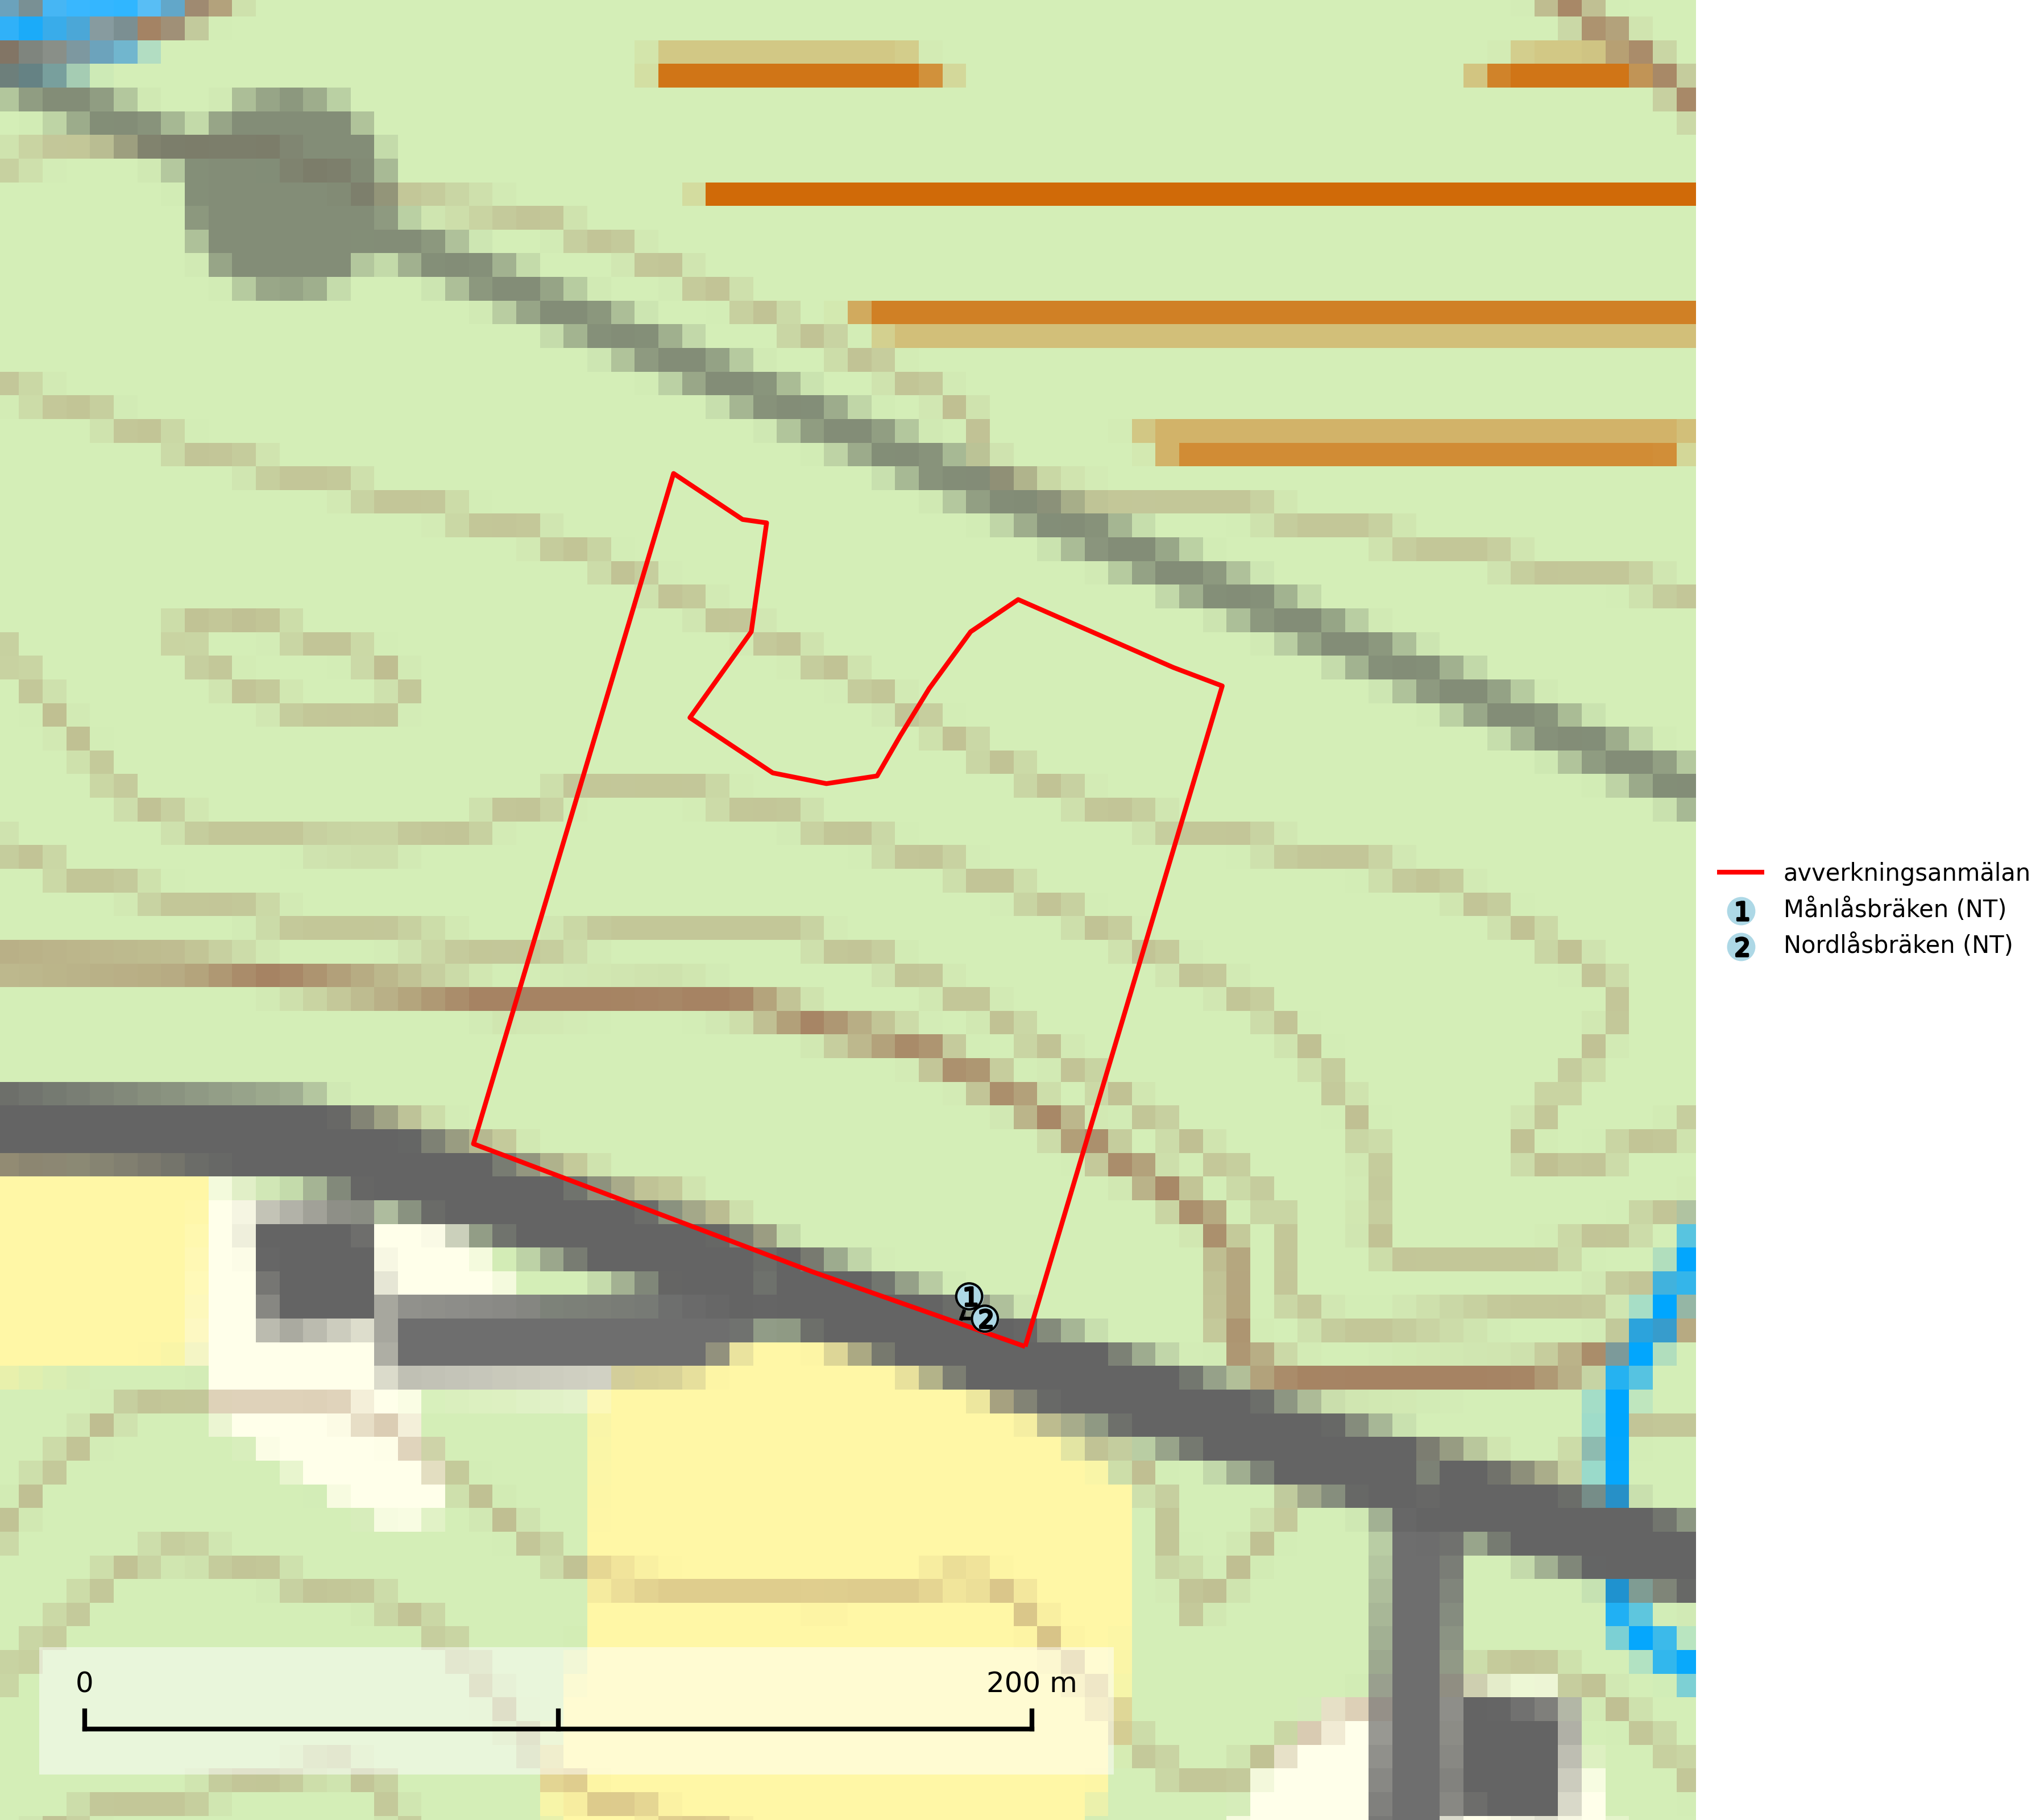 avverkningsanmälan
1 Månlåsbräken (NT)
2 Nordlåsbräken (NT)
1
2
0 200 m